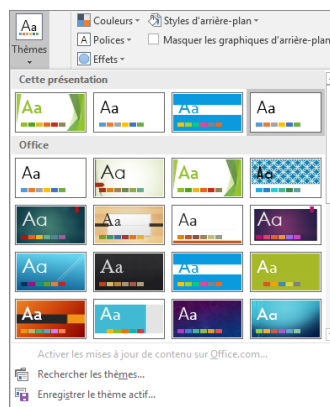 Aa
Thèmes
Couleurs
Styles d'arrière-plan
A Polices
Masquer les graphiques d'arrière-plan
Effets
Cette présentation
Aa Aa Aa Aa
Office
Aa Aa Aa Aa
Aa Aa Aa Aa
Aa Aa Aa Aa
Aa Aa Aa Aa
Activer les mises à jour de contenu sur Office.com...
Rechercher les thèmes...
Enregistrer le thème actif...